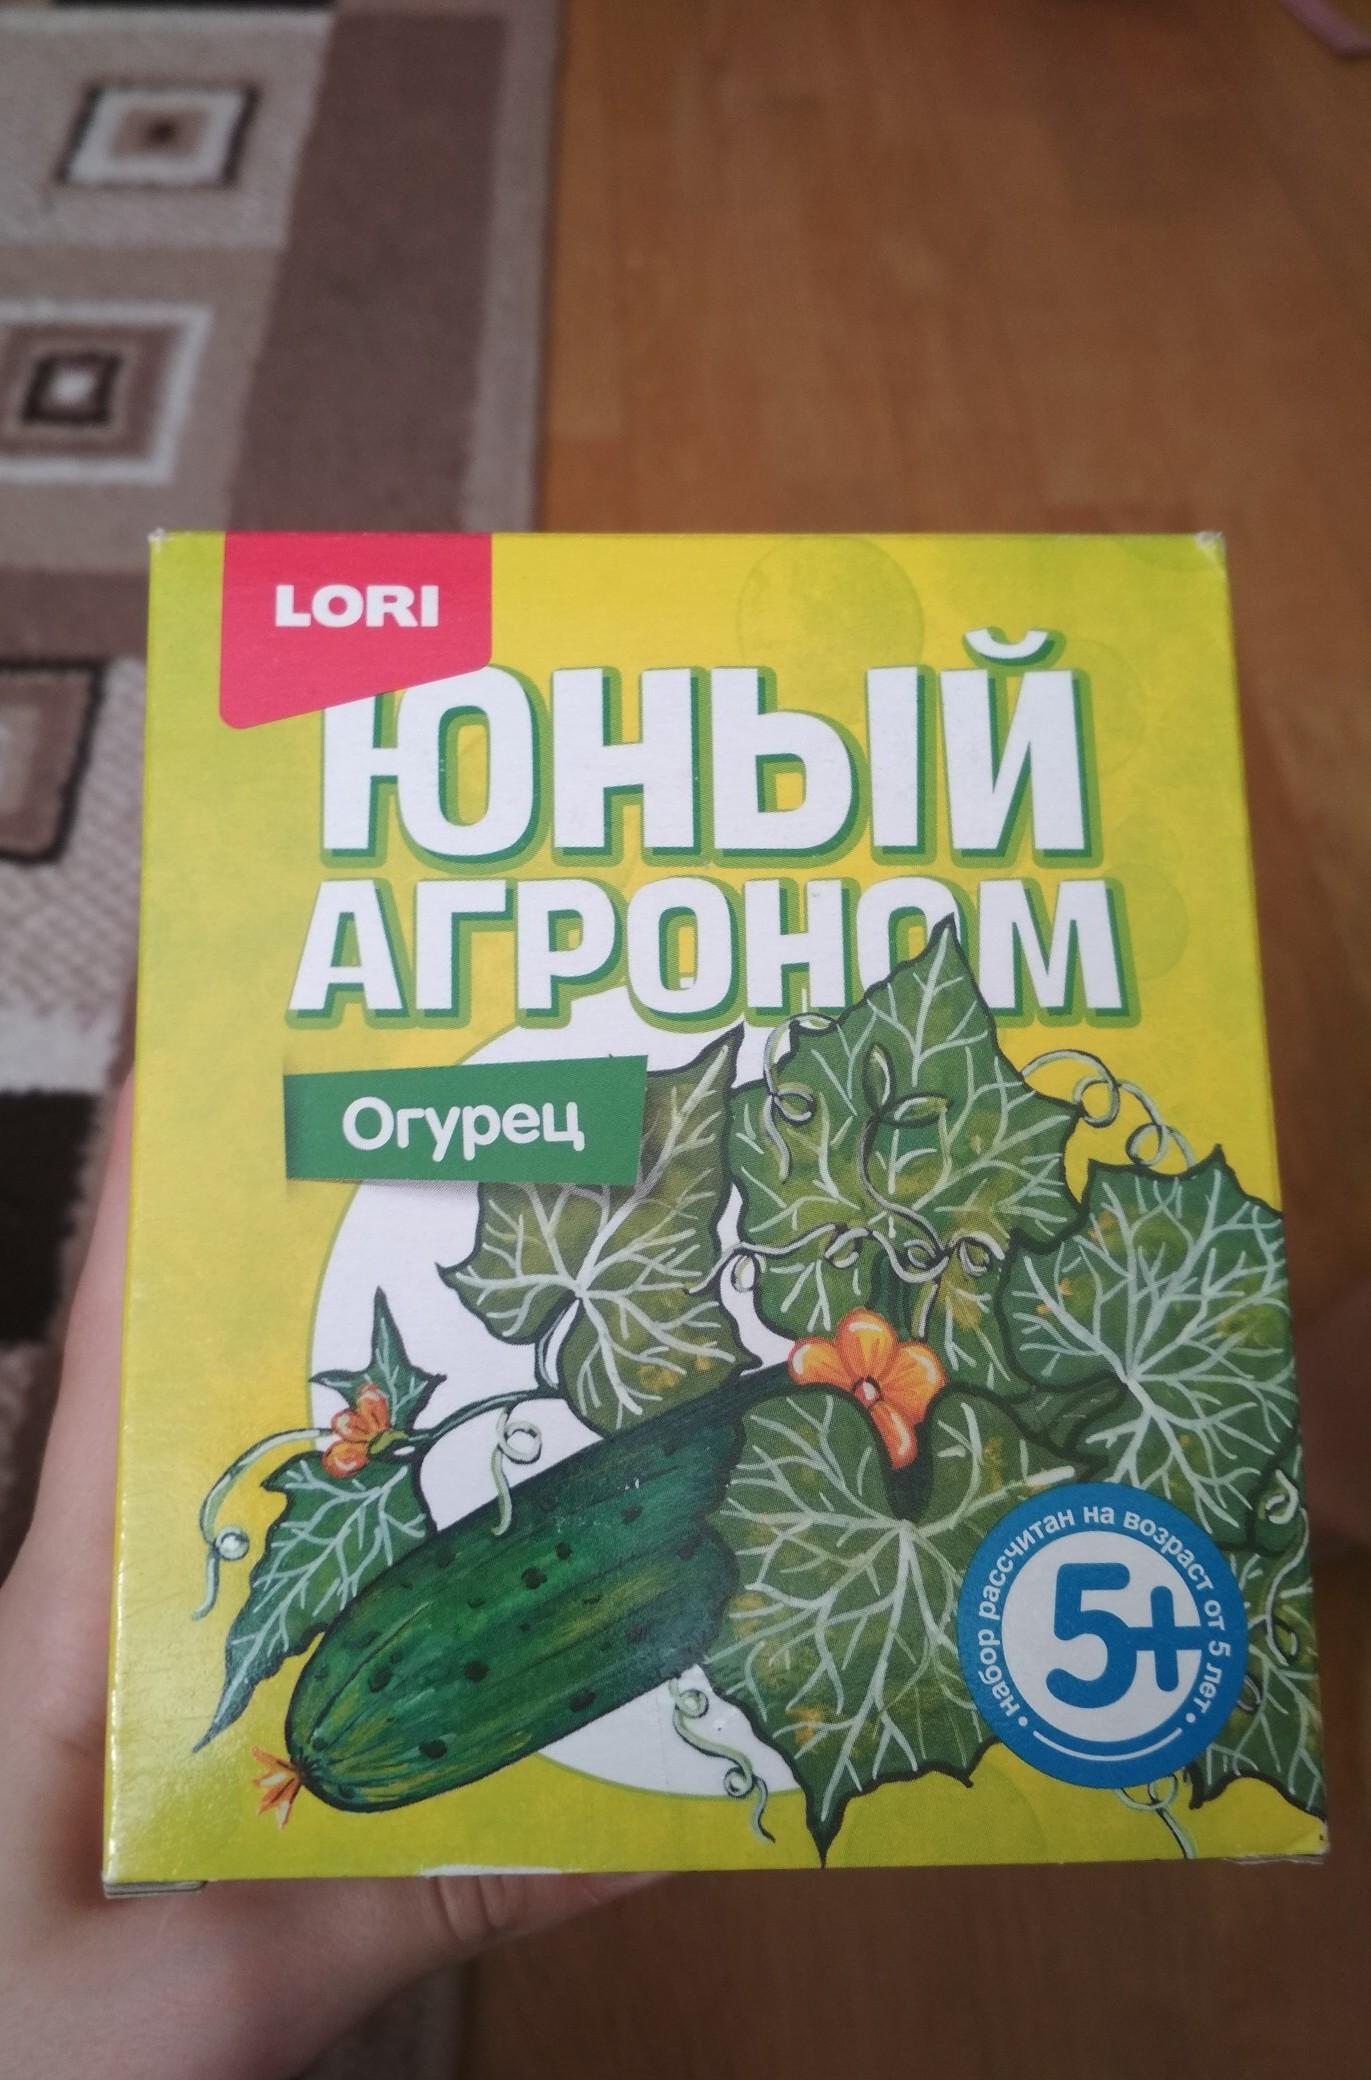 LORI
ЮНЫЙ
АГРОНОМ
Огурец
• набор рассчитан на возраст от 5 лет •
5+